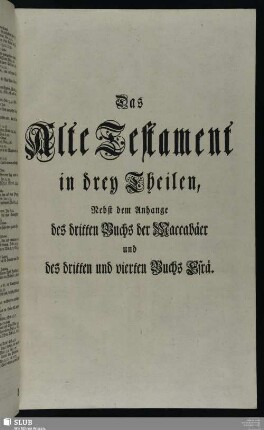 Das
Alte Testament
in drey Theilen,
Nebst dem Anhange
des dritten Buchs der Maccabäer
und
des dritten und vierten Buchs Esrä.
SLUB